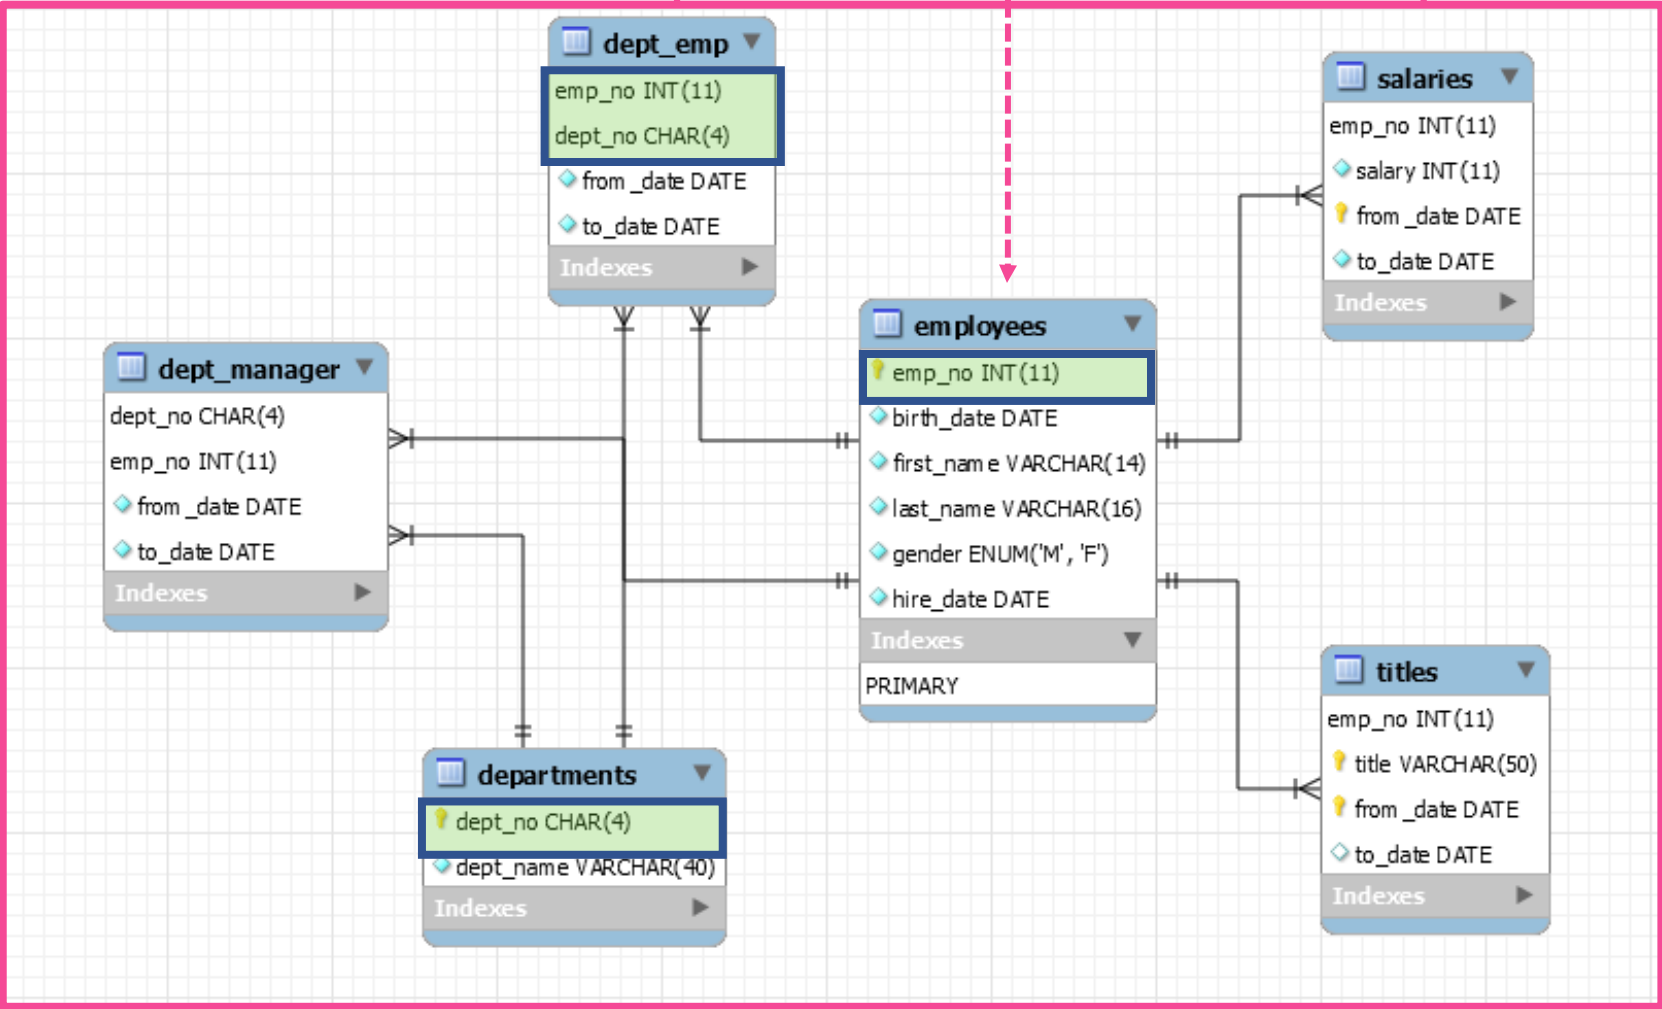 dept_emp
emp_no INT(11)
dept_no CHAR(4)
from_date DATE
to_date DATE
Indexes
salaries
emp_no INT(11)
salary INT(11)
from_date DATE
to_date DATE
Indexes
employees
emp_no INT(11)
birth_date DATE
first_name VARCHAR(14)
last_name VARCHAR(16)
gender ENUM('M', 'F')
hire_date DATE
Indexes
PRIMARY
dept_manager
dept_no CHAR(4)
emp_no INT(11)
from_date DATE
to_date DATE
Indexes
titles
emp_no INT(11)
title VARCHAR(50)
from_date DATE
to_date DATE
Indexes
departments
dept_no CHAR(4)
dept_name VARCHAR(40)
Indexes